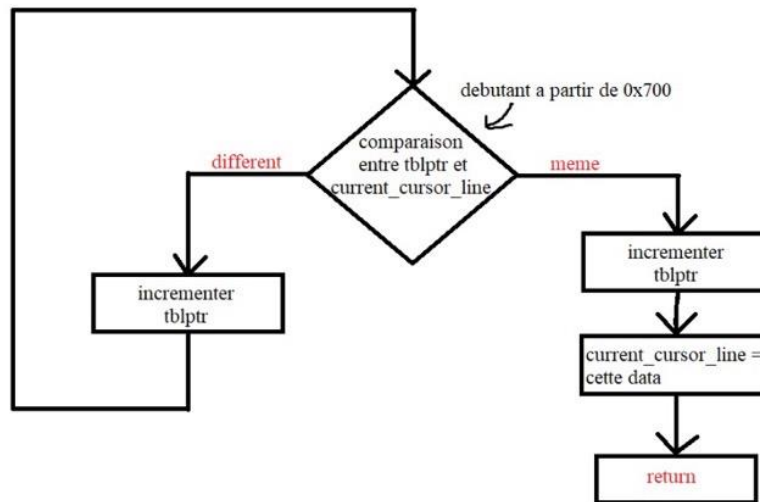 debutant a partir de 0x700
comparaison
entre tblptr et
current_cursor_line
different
meme
incrementer
tblptr
incrementer
tblptr
current_cursor_line =
cette data
return